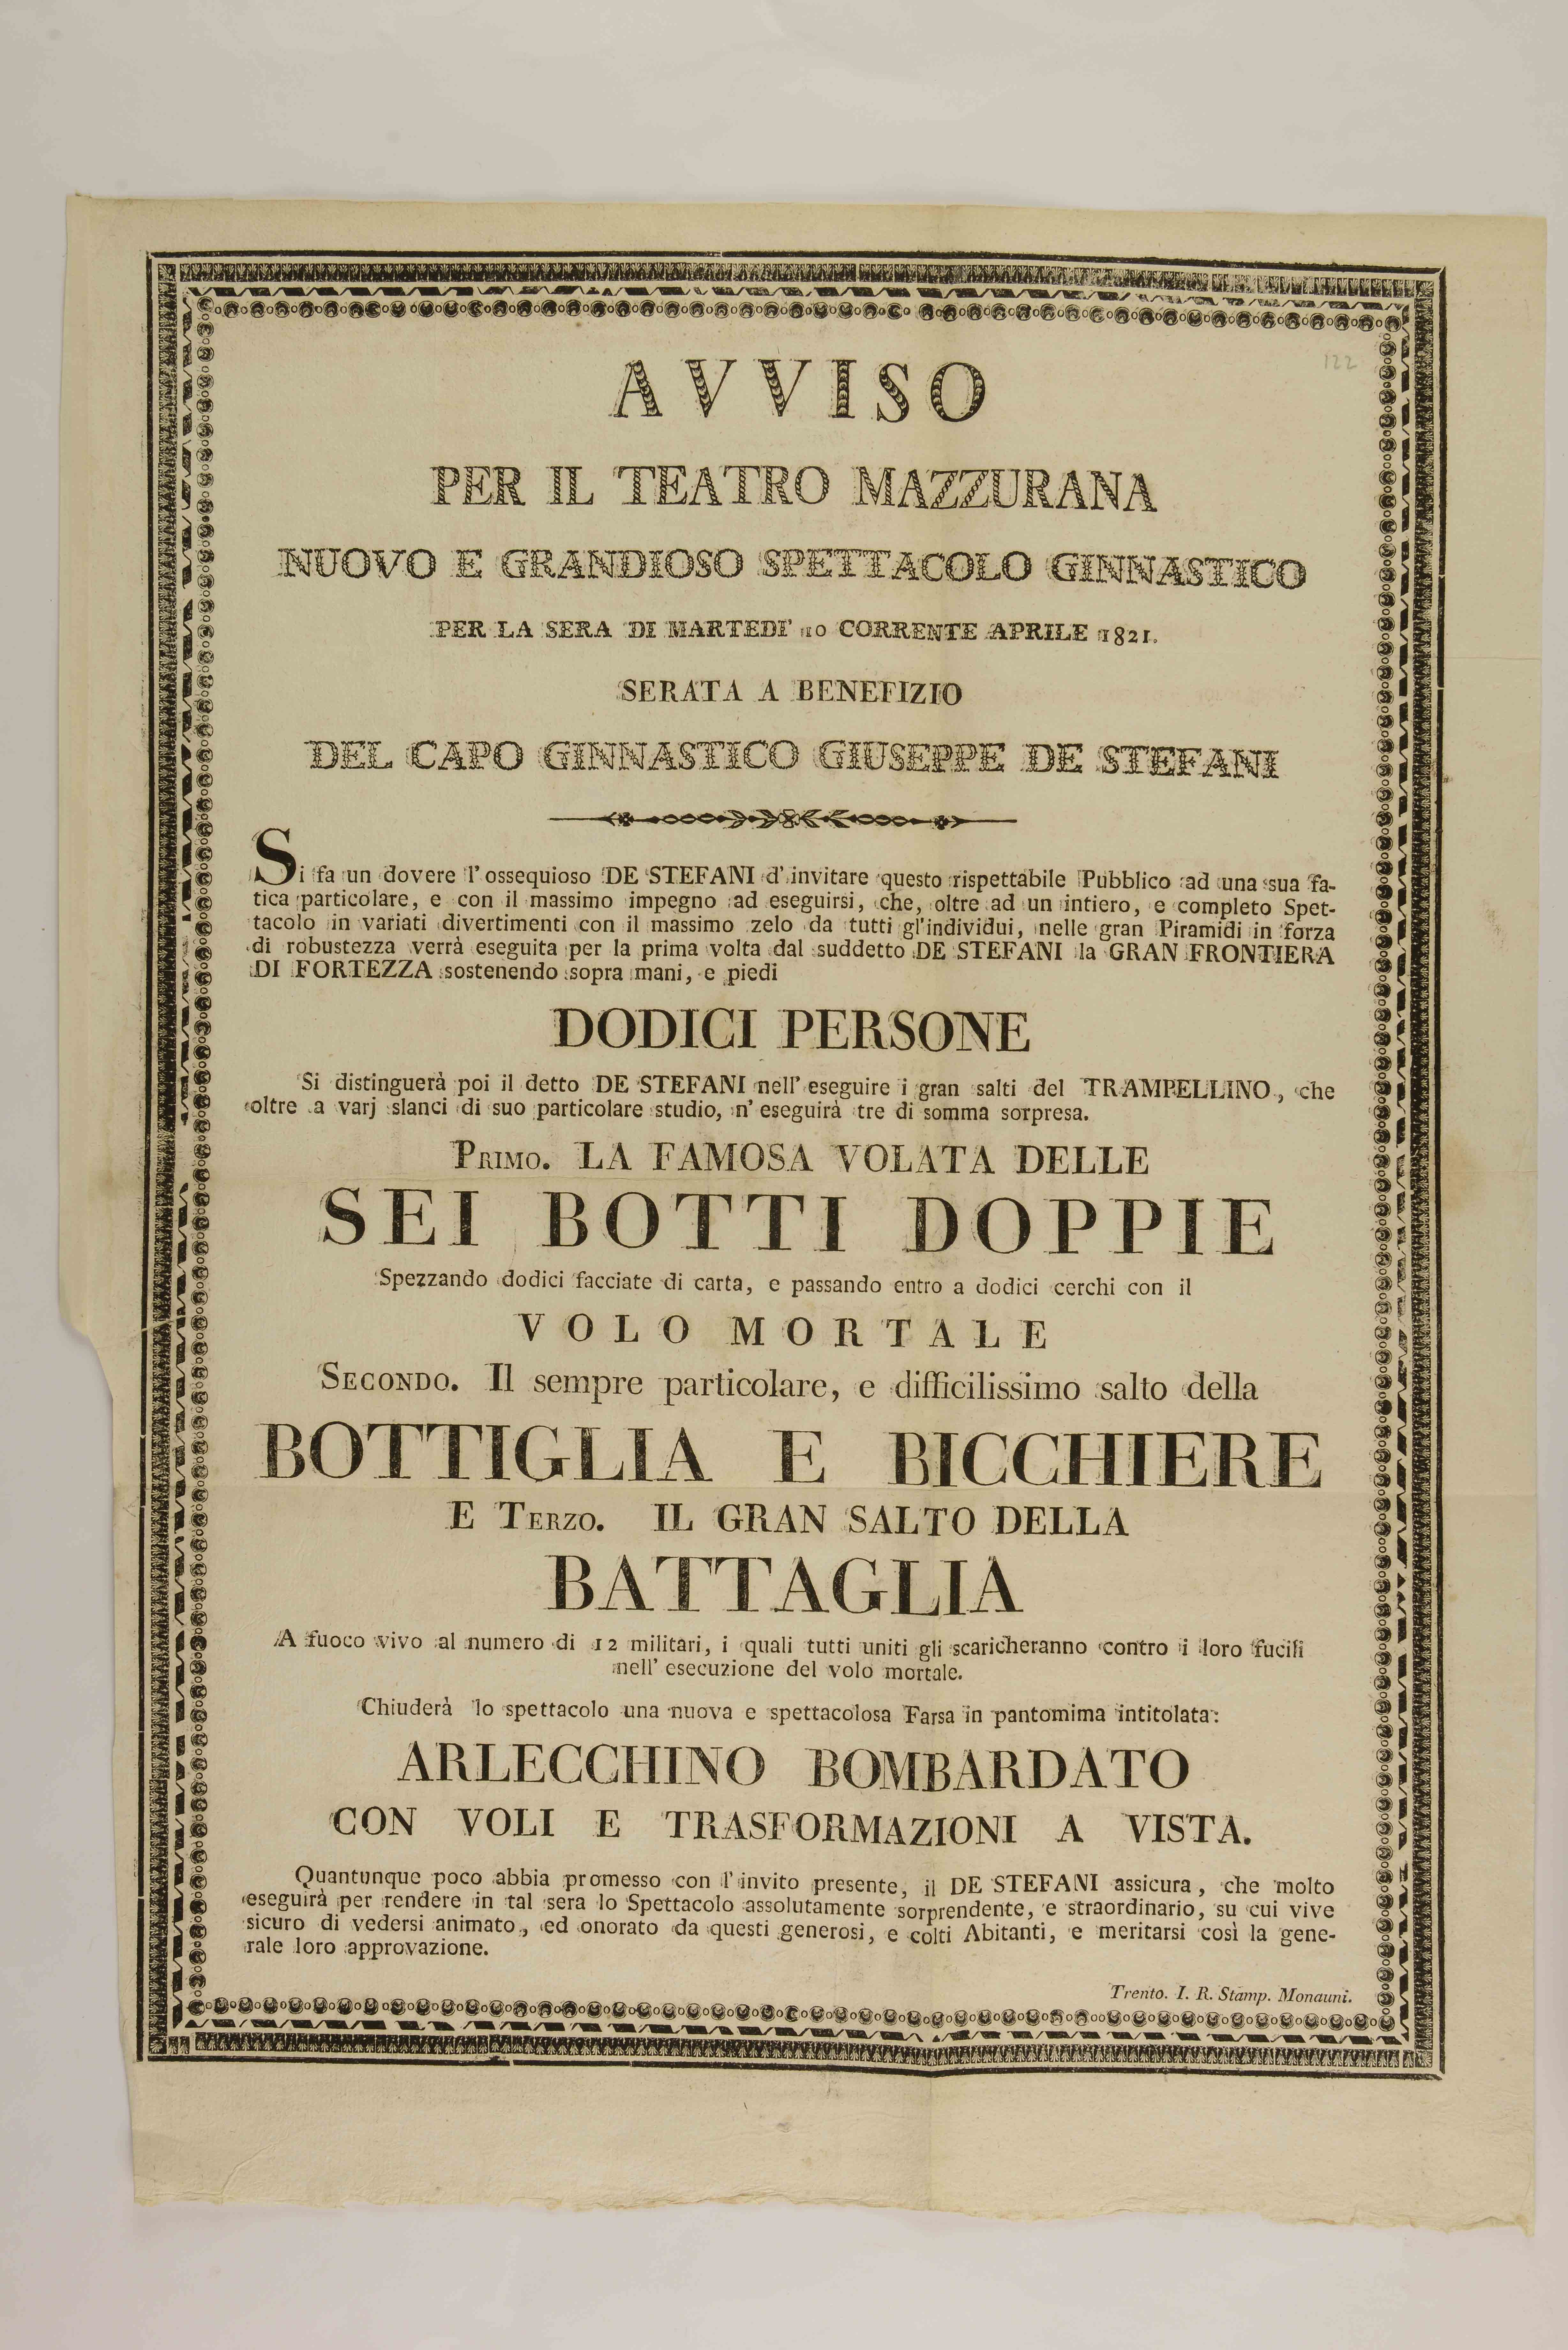 122
AVVISO
PER IL TEATRO MAZZURANA
NUOVO E GRANDIOSO SPETTACOLO GINNASTICO
PER LA SERA DI MARTEDI' 10 CORRENTE APRILE 1821.
SERATA A BENEFIZIO
DEL CAPO GINNASTICO GIUSEPPE DE STEFANI
Si fa un dovere l' ossequioso DE STEFANI d' invitare questo rispettabile Pubblico ad una sua fa-
tica particolare, e con il massimo impegno ad eseguirsi, che, oltre ad un intiero, e completo Spet-
tacolo in variati divertimenti con il massimo zelo da tutti gl'individui, nelle gran Piramidi in forza
di robustezza verrà eseguita per la prima volta dal suddetto DE STEFANI la GRAN FRONTIERA
DI FORTEZZA sostenendo sopra mani, e piedi
DODICI PERSONE
Si distinguerà poi il detto DE STEFANI nell' eseguire i gran salti del TRAMPELLINO, che
oltre a varj slanci di suo particolare studio, n' eseguirà tre di somma sorpresa.
PRIMO. LA FAMOSA VOLATA DELLE
SEI BOTTI DOPPIE
Spezzando dodici facciate di carta, e passando entro a dodici cerchi con il
VOLO MORTALE
SECONDO. Il sempre particolare, e difficilissimo salto della
BOTTIGLIA E BICCHIERE
E TERZO. IL GRAN SALTO DELLA
BATTAGLIA
A fuoco vivo al numero di 12 militari, i quali tutti uniti gli scaricheranno contro i loro fucili
nell' esecuzione del volo mortale.
Chiuderà lo spettacolo una nuova e spettacolosa Farsa in pantomima intitolata:
ARLECCHINO BOMBARDATO
CON VOLI E TRASFORMAZIONI A VISTA.
Quantunque poco abbia promesso con l' invito presente, il DE STEFANI assicura, che molto
eseguirà per rendere in tal sera lo Spettacolo assolutamente sorprendente, e straordinario, su cui vive
sicuro di vedersi animato, ed onorato da questi generosi, e colti Abitanti, e meritarsi così la gene-
rale loro approvazione.
Trento. I. R. Stamp. Monauni.